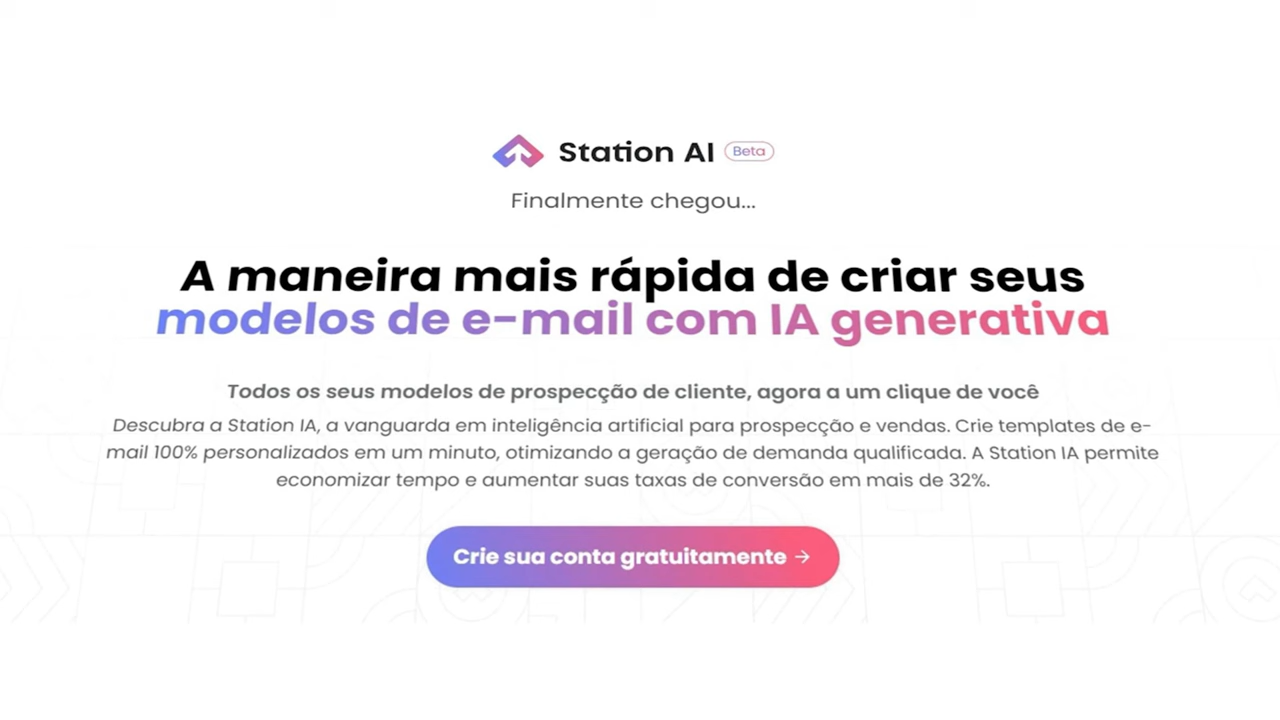 Station AI Beta
Finalmente chegou...
A maneira mais rápida de criar seus
modelos de e-mail com IA generativa
Todos os seus modelos de prospecção de cliente, agora a um clique de você
Descubra a Station IA, a vanguarda em inteligência artificial para prospecção e vendas. Crie templates de e-
mail 100% personalizados em um minuto, otimizando a geração de demanda qualificada. A Station IA permite
economizar tempo e aumentar suas taxas de conversão em mais de 32%.
Crie sua conta gratuitamente →